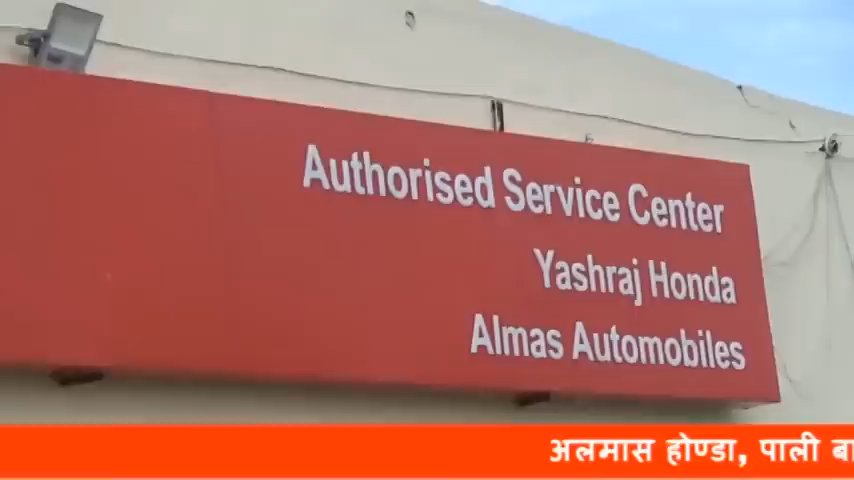 Authorised Service Center
Yashraj Honda
Almas Automobiles
अलमास होण्डा, पाली